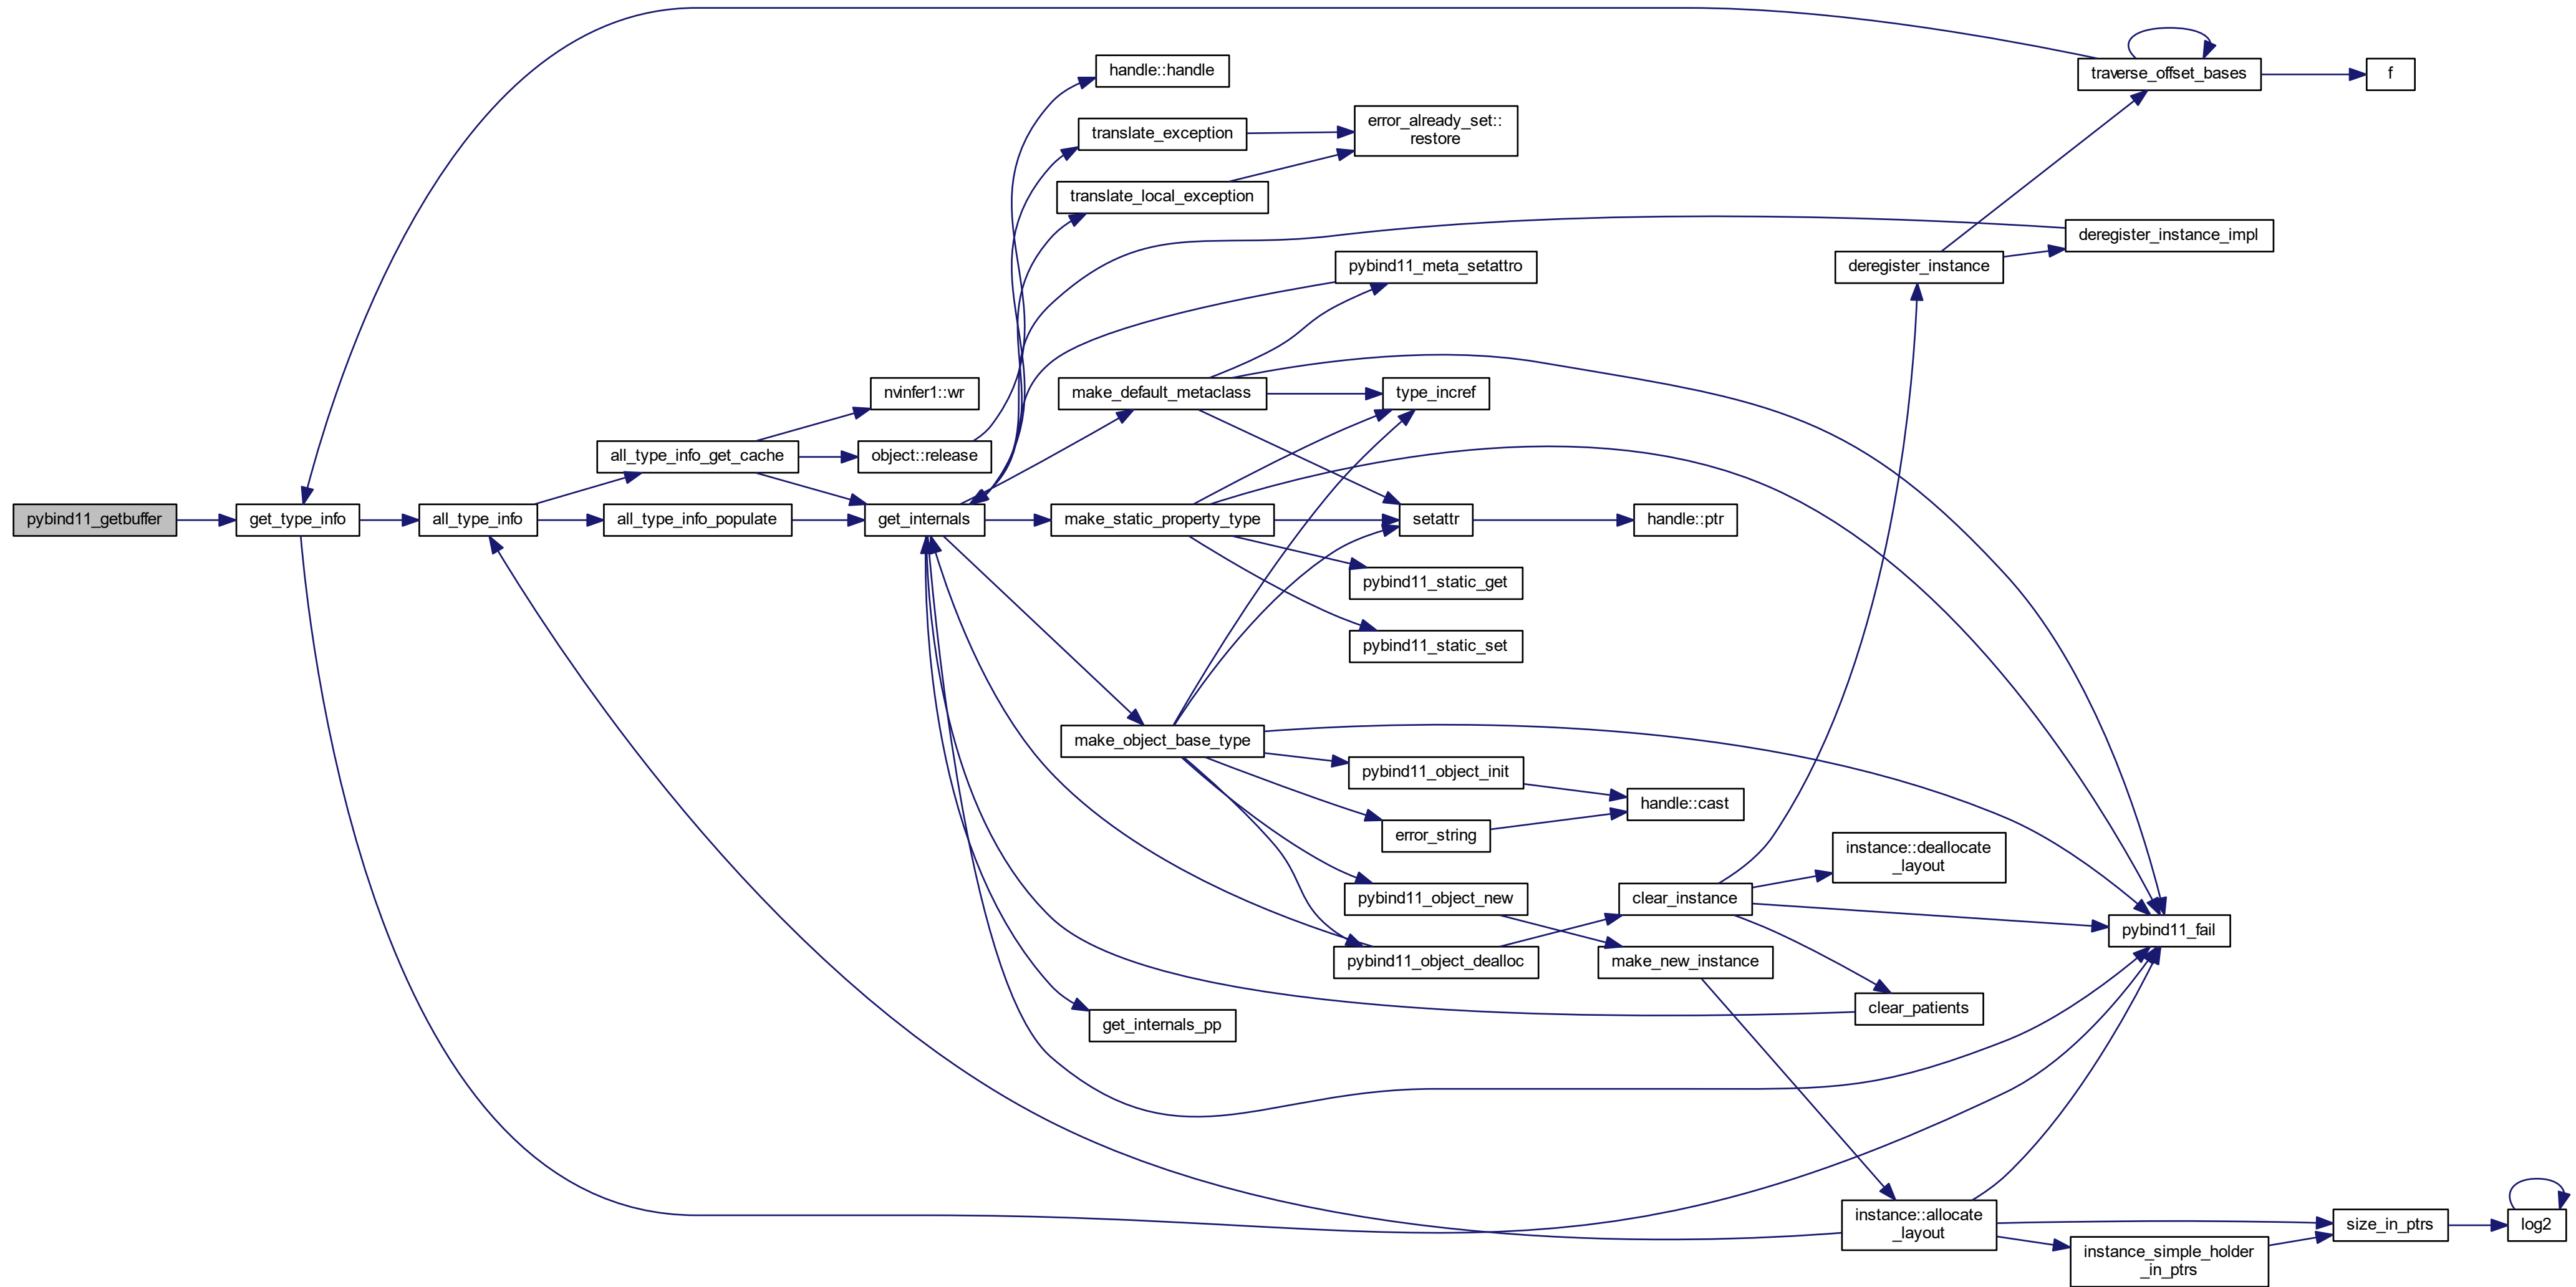 handle::handle
traverse_offset_bases
f
translate_exception
error_already_set::
restore
translate_local_exception
deregister_instance_impl
pybind11_meta_setattro
deregister_instance
nvinfer1::wr
make_default_metaclass
type_incref
all_type_info_get_cache
object::release
pybind11_getbuffer
get_type_info
all_type_info
all_type_info_populate
get_internals
make_static_property_type
setattr
handle::ptr
pybind11_static_get
pybind11_static_set
make_object_base_type
pybind11_object_init
handle::cast
error_string
instance::deallocate
_layout
pybind11_object_new
clear_instance
pybind11_fail
pybind11_object_dealloc
make_new_instance
clear_patients
get_internals_pp
instance::allocate
_layout
size_in_ptrs
log2
instance_simple_holder
_in_ptrs